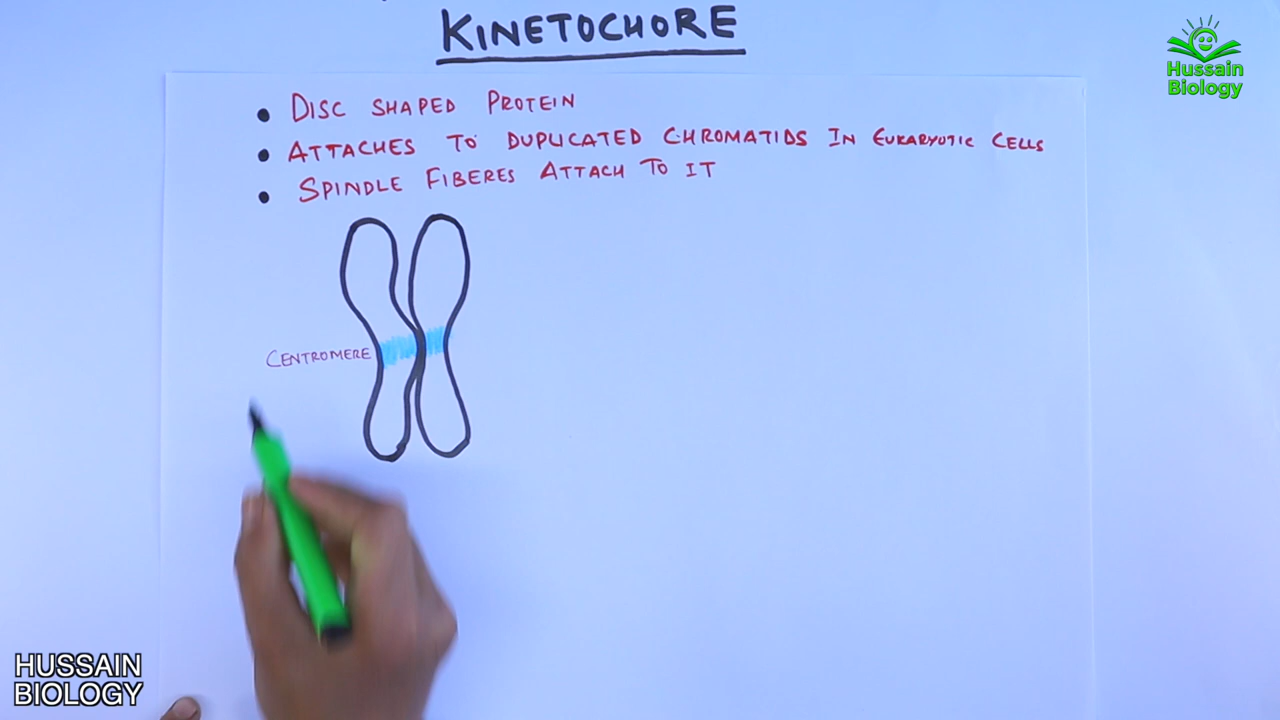 KINETOCHORE
Hussain
Biology
• DISC SHAPED PROTEIN
• ATTACHES TO DUPLICATED CHROMATIDS IN EUKARYOTIC CELLS
• SPINDLE FIBERES ATTACH TO IT
CENTROMERE
HUSSAIN
BIOLOGY